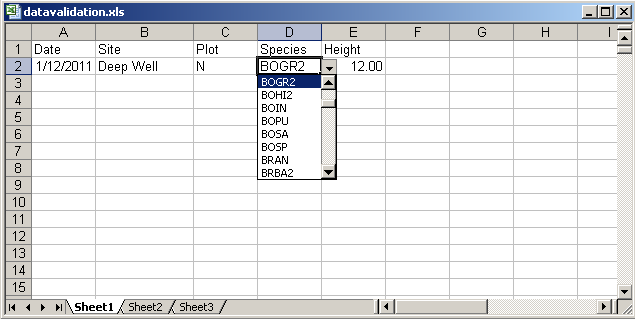 datavalidation.xls
A B C D E F G H I
1 Date Site Plot Species Height
2 1/12/2011 Deep Well N BOGR2 12.00
3 BOGR2
4 BOHI2
5 BOIN
BOPU
6 BOSA
7 BOSP
8 BRAN
BRBA2
9
10
11
12
13
14
15
Sheet1 Sheet2 Sheet3